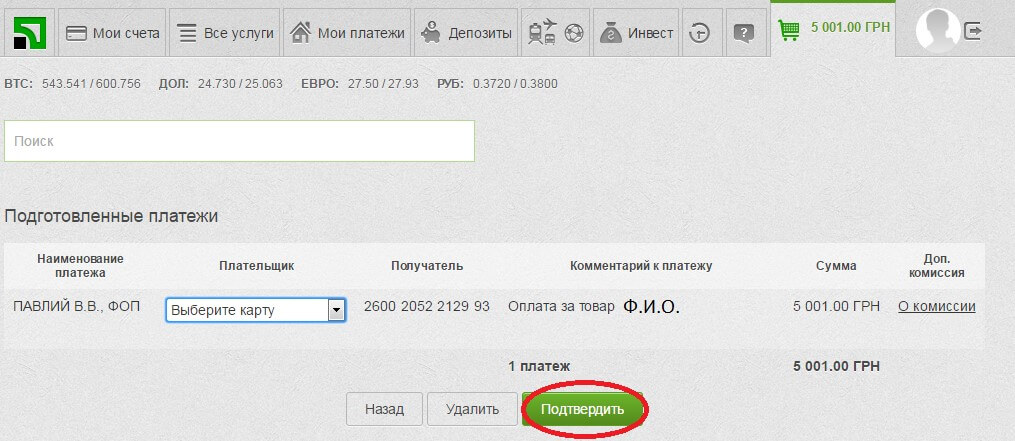 Мои счета Все услуги Мои платежи Депозиты Инвест ? 5 001.00 ГРН
BTC: 543.541 / 600.756 ДОЛ: 24.730 / 25.063 ЕВРО: 27.50 / 27.93 РУБ: 0.3720 / 0.3800
Поиск
Подготовленные платежи
Наименование платежа Плательщик Получатель Комментарий к платежу Сумма Доп. комиссия
ПАВЛИЙ В.В., ФОП Выберите карту 2600 2052 2129 93 Оплата за товар Ф.И.О. 5 001.00 ГРН О комиссии
1 платеж 5 001.00 ГРН
Назад Удалить Подтвердить